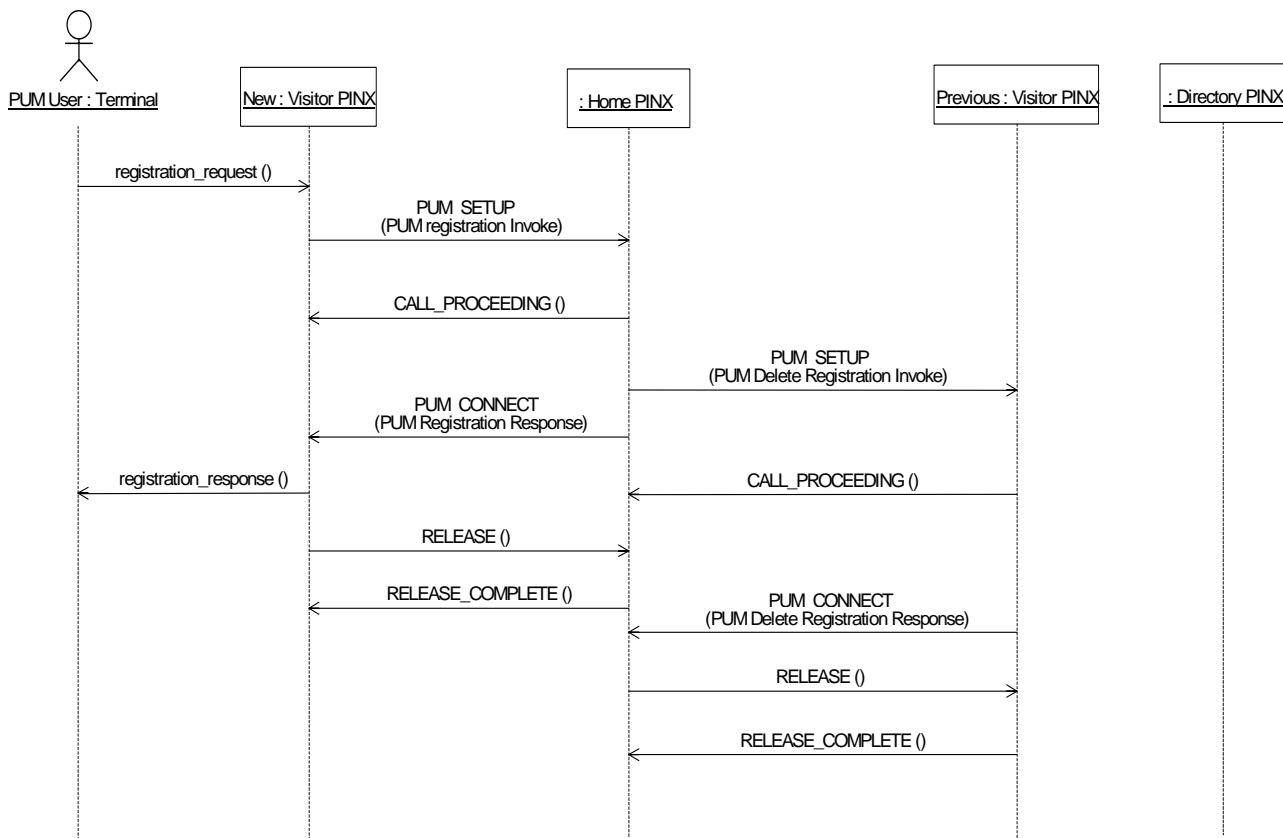 PUM User : Terminal
New : Visitor PINX
: Home PINX
Previous : Visitor PINX
: Directory PINX
registration_request ()
PUM SETUP
(PUM registration Invoke)
CALL_PROCEEDING ()
PUM SETUP
(PUM Delete Registration Invoke)
PUM CONNECT
(PUM Registration Response)
registration_response ()
CALL_PROCEEDING ()
RELEASE ()
RELEASE_COMPLETE ()
PUM CONNECT
(PUM Delete Registration Response)
RELEASE ()
RELEASE_COMPLETE ()